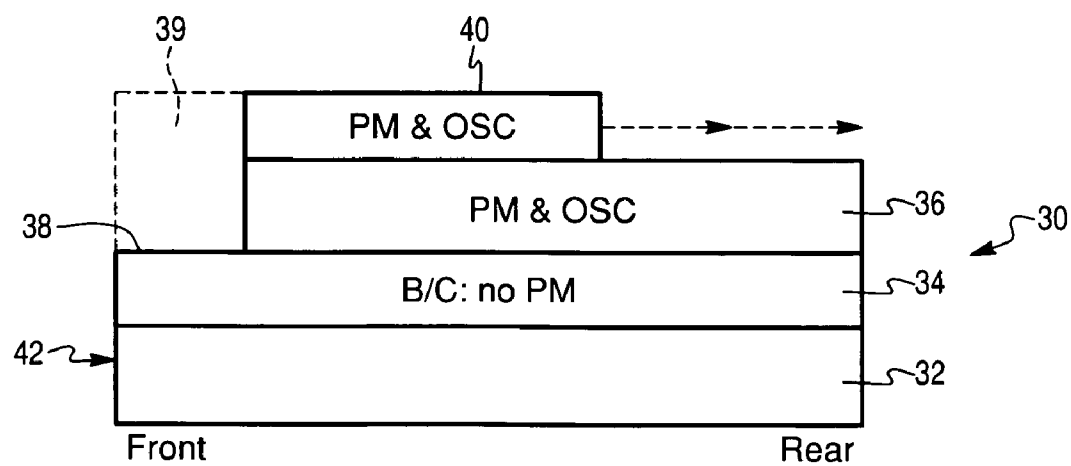 39
40
PM & OSC
PM & OSC
36
38
30
B/C: no PM
34
42
32
Front
Rear